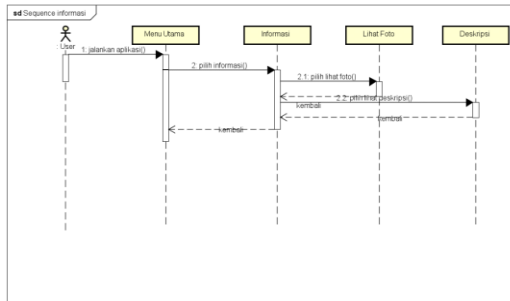 sd Sequence informasi
: User
Menu Utama
Informasi
Lihat Foto
Deskripsi
1: jalankan aplikasi()
2: pilih informasi()
2.1: pilih lihat foto()
2.2: pilih lihat deskripsi()
kembali
kembali
kembali